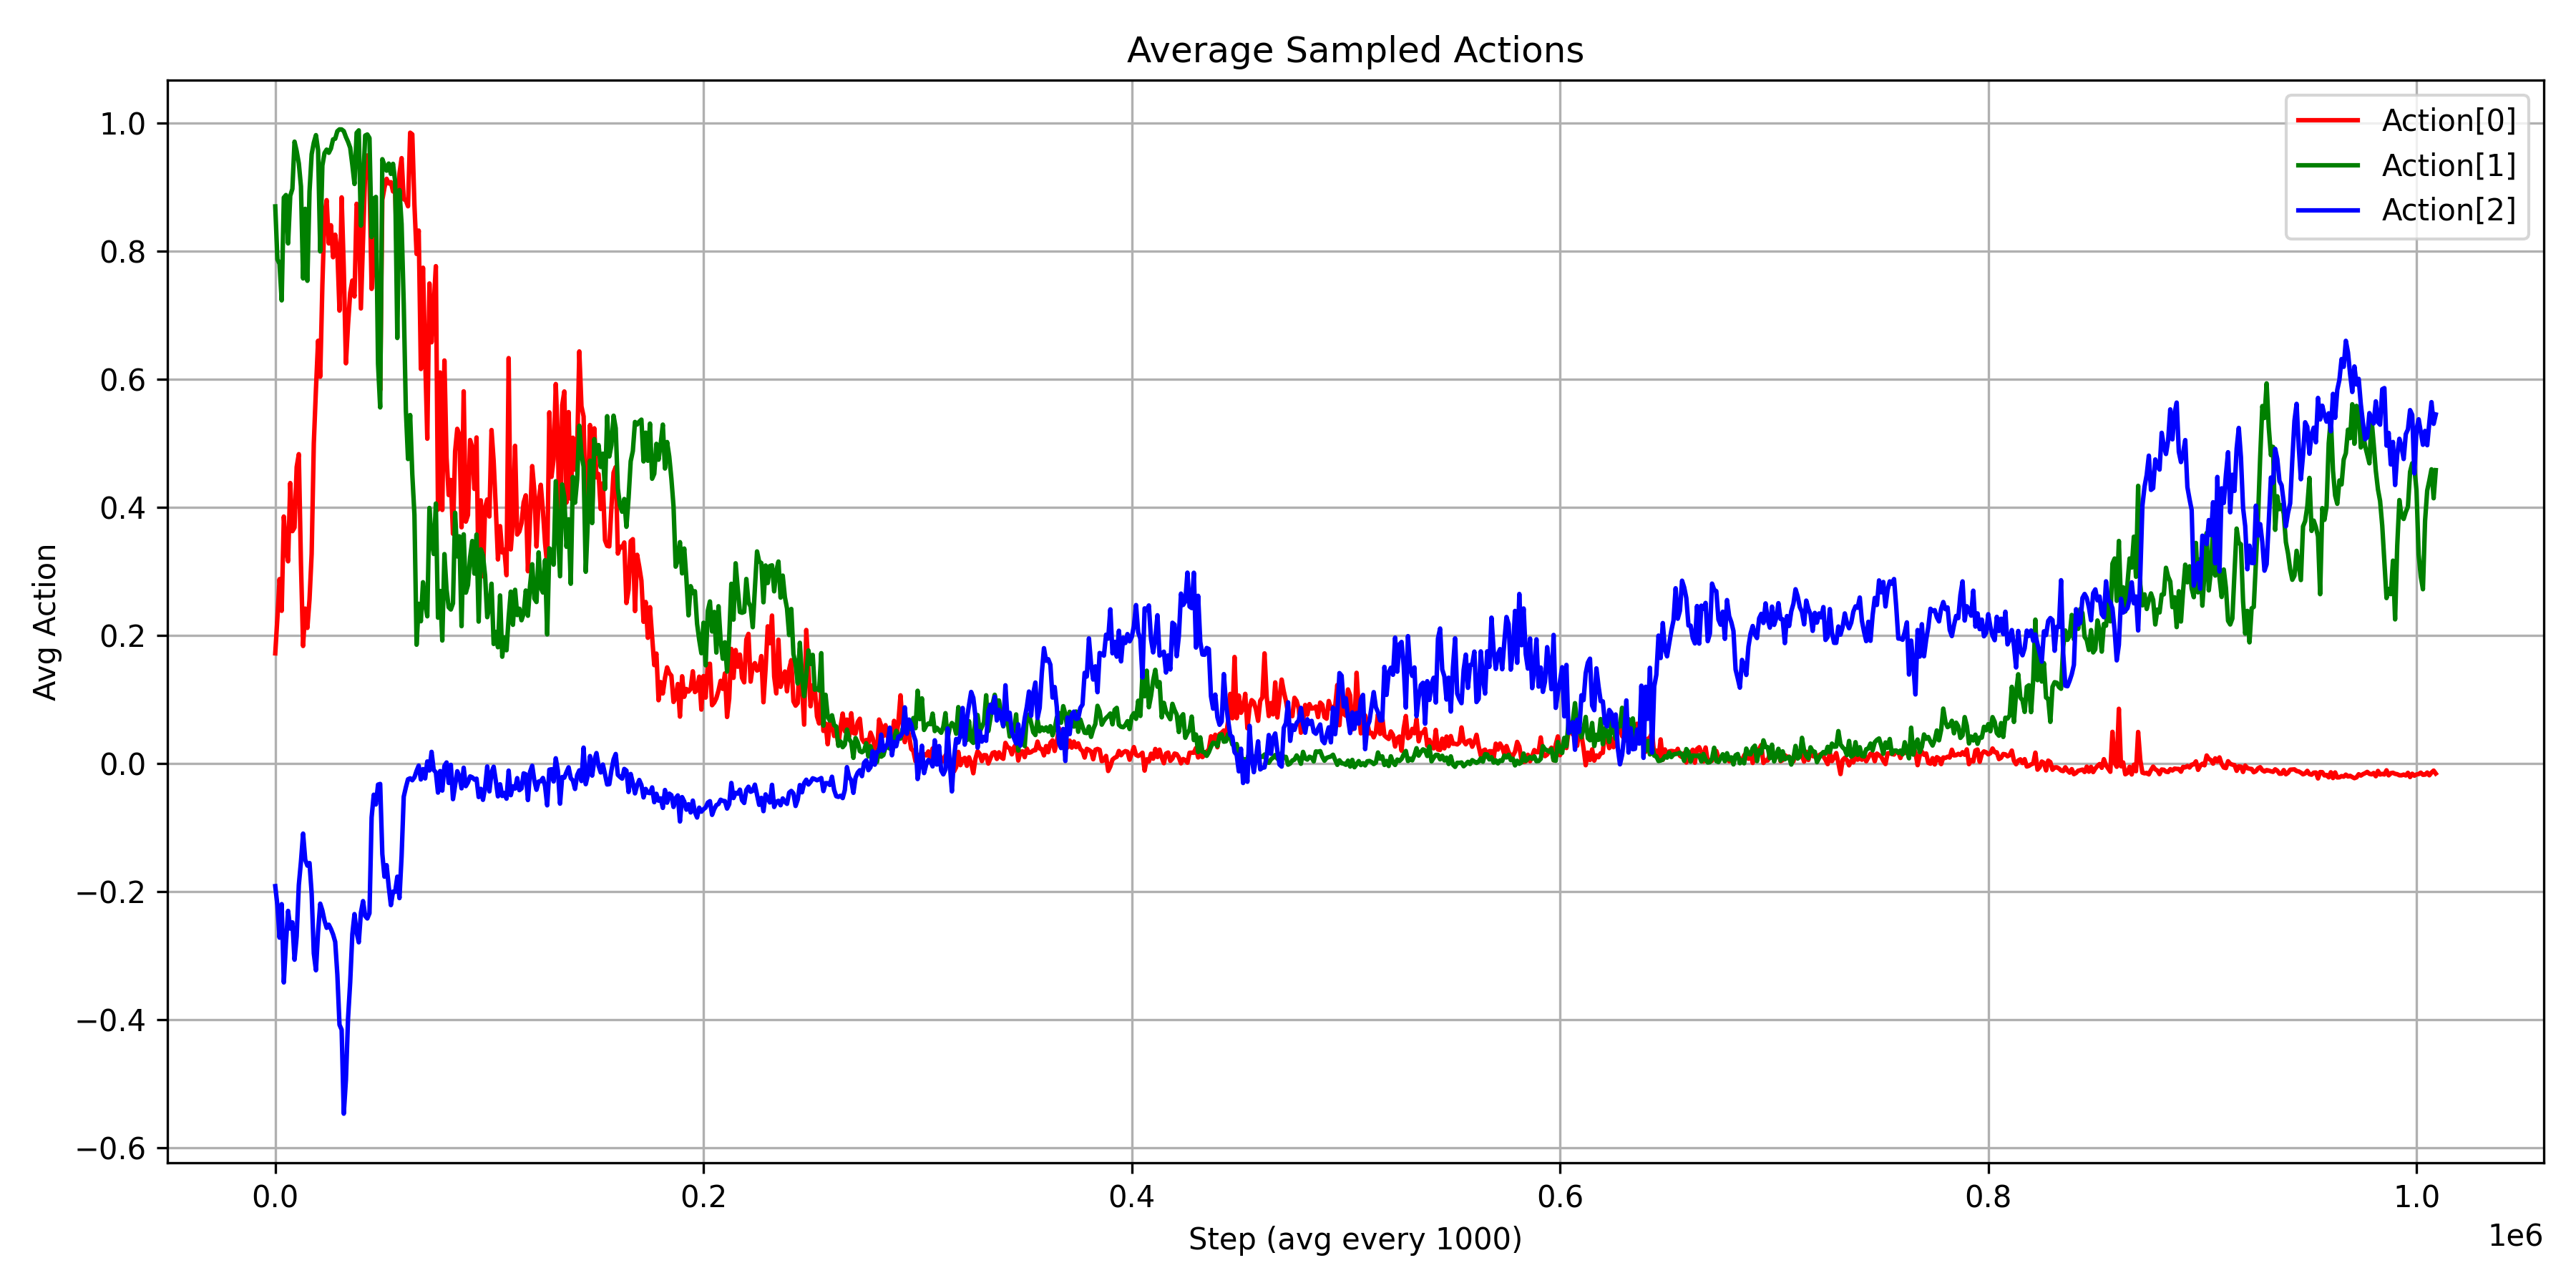 Average Sampled Actions
Action[0]
Action[1]
Action[2]
Avg Action
1.0
0.8
0.6
0.4
0.2
0.0
−0.2
−0.4
−0.6
0.0 0.2 0.4 0.6 0.8 1.0
1e6
Step (avg every 1000)